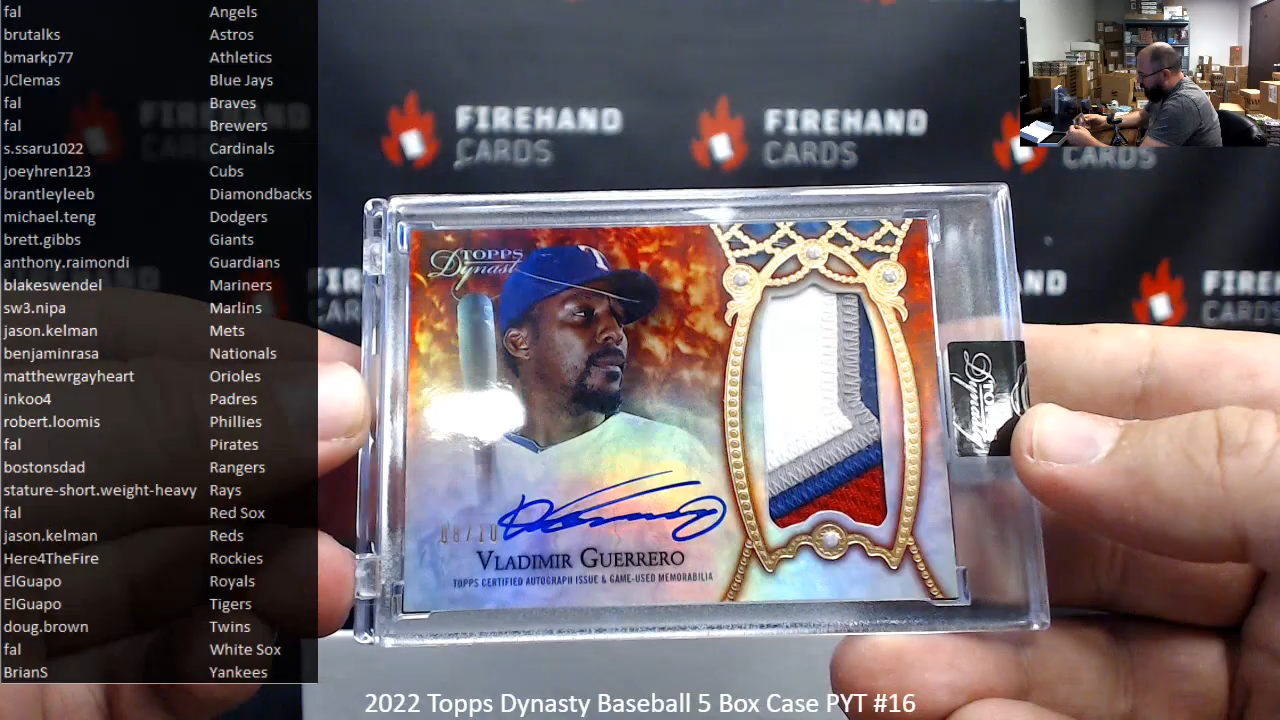 fal Angels
brutalks Astros
bmarkp77 Athletics
JClemas Blue Jays
fal Braves
fal Brewers
s.ssaru1022 Cardinals
joeyhren123 Cubs
brantleyleeb Diamondbacks
michael.teng Dodgers
brett.gibbs Giants
anthony.raimondi Guardians
blakeswendel Mariners
sw3.nipa Marlins
jason.kelman Mets
benjaminrasa Nationals
matthewrgayheart Orioles
inkoo4 Padres
robert.loomis Phillies
fal Pirates
bostonsdad Rangers
stature-short.weight-heavy Rays
fal Red Sox
jason.kelman Reds
Here4TheFire Rockies
ElGuapo Royals
ElGuapo Tigers
doug.brown Twins
fal White Sox
BrianS Yankees
FIREHAND
CARDS
FIREHAND
CARDS
CARDS
TOPPS
Dynasty
T
08/10
VLADIMIR GUERRERO
TOPPS CERTIFIED AUTOGRAPH ISSUE & GAME-USED MEMORABILIA
Dynasty
2022 Topps Dynasty Baseball 5 Box Case PYT #16